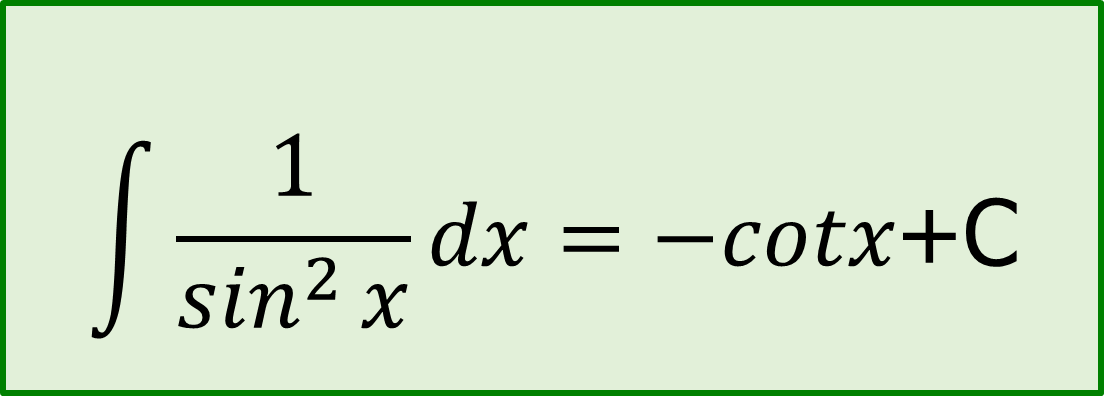 ∫ 1/sin² x dx = −cotx+C